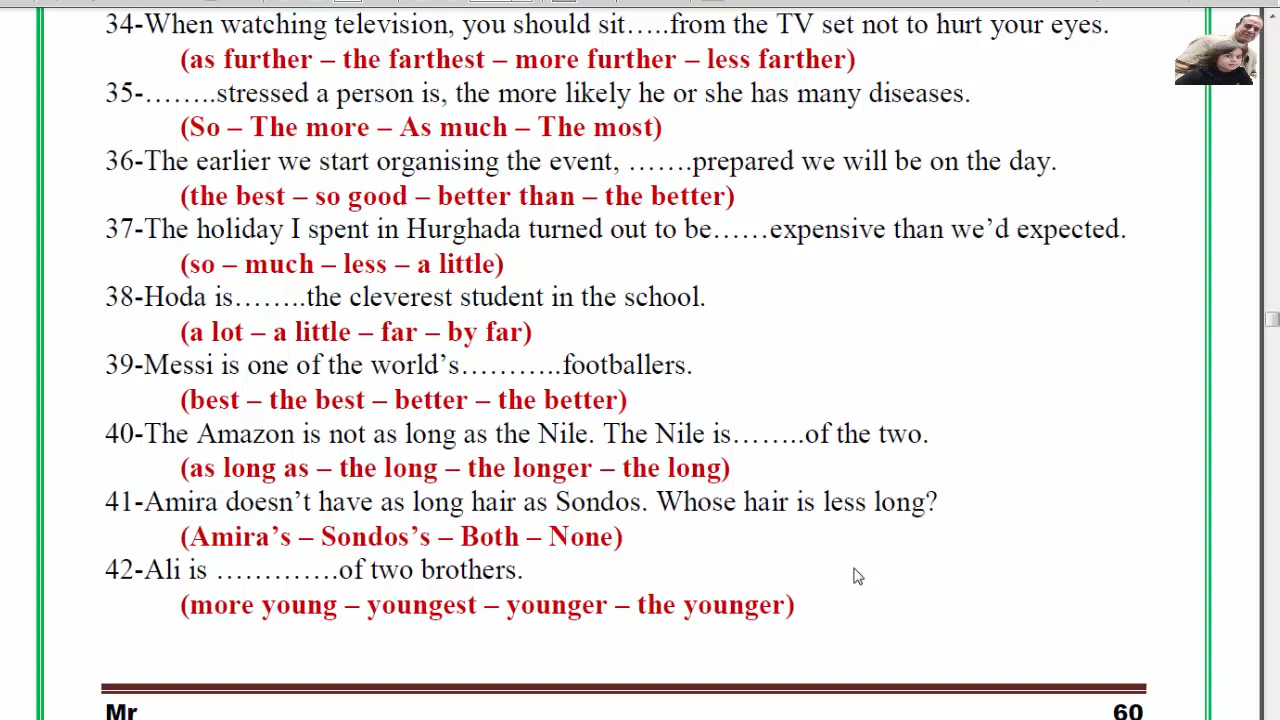 34-When watching television, you should sit…..from the TV set not to hurt your eyes.
(as further – the farthest – more further – less farther)
35-……..stressed a person is, the more likely he or she has many diseases.
(So – The more – As much – The most)
36-The earlier we start organising the event, …….prepared we will be on the day.
(the best – so good – better than – the better)
37-The holiday I spent in Hurghada turned out to be……expensive than we’d expected.
(so – much – less – a little)
38-Hoda is……..the cleverest student in the school.
(a lot – a little – far – by far)
39-Messi is one of the world’s………..footballers.
(best – the best – better – the better)
40-The Amazon is not as long as the Nile. The Nile is……..of the two.
(as long as – the long – the longer – the long)
41-Amira doesn’t have as long hair as Sondos. Whose hair is less long?
(Amira’s – Sondos’s – Both – None)
42-Ali is ………….of two brothers.
(more young – youngest – younger – the younger)
Mr 60